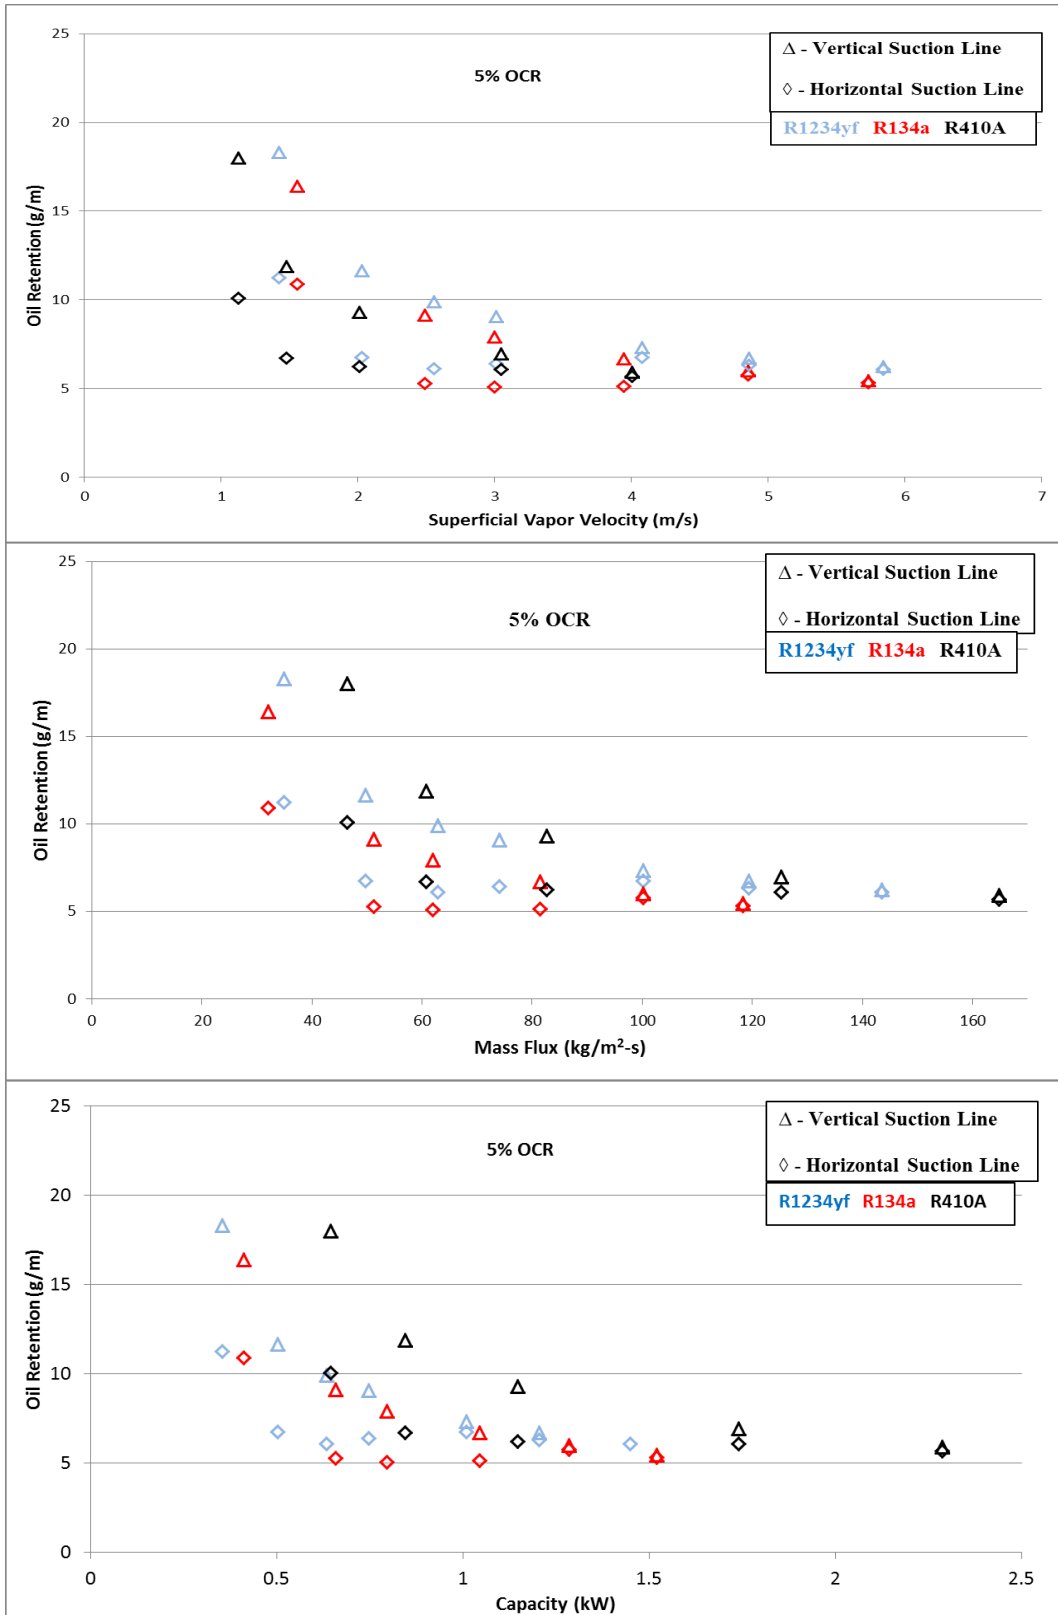 25
Δ - Vertical Suction Line
5% OCR
◊ - Horizontal Suction Line
R1234yf R134a R410A
20
15
10
5
0
Oil Retention (g/m)
0 1 2 3 4 5 6 7
Superficial Vapor Velocity (m/s)
25
Δ - Vertical Suction Line
5% OCR
◊ - Horizontal Suction Line
R1234yf R134a R410A
20
15
10
5
0
Oil Retention (g/m)
0 20 40 60 80 100 120 140 160
Mass Flux (kg/m²-s)
25
Δ - Vertical Suction Line
5% OCR
◊ - Horizontal Suction Line
R1234yf R134a R410A
20
15
10
5
0
Oil Retention (g/m)
0 0.5 1 1.5 2 2.5
Capacity (kW)